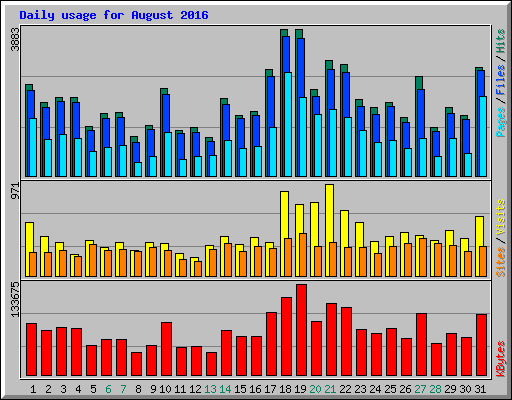 Daily usage for August 2016
3883
Pages / Files / Hits
971
Sites / Visits
133675
KBytes
1 2 3 4 5 6 7 8 9 10 11 12 13 14 15 16 17 18 19 20 21 22 23 24 25 26 27 28 29 30 31